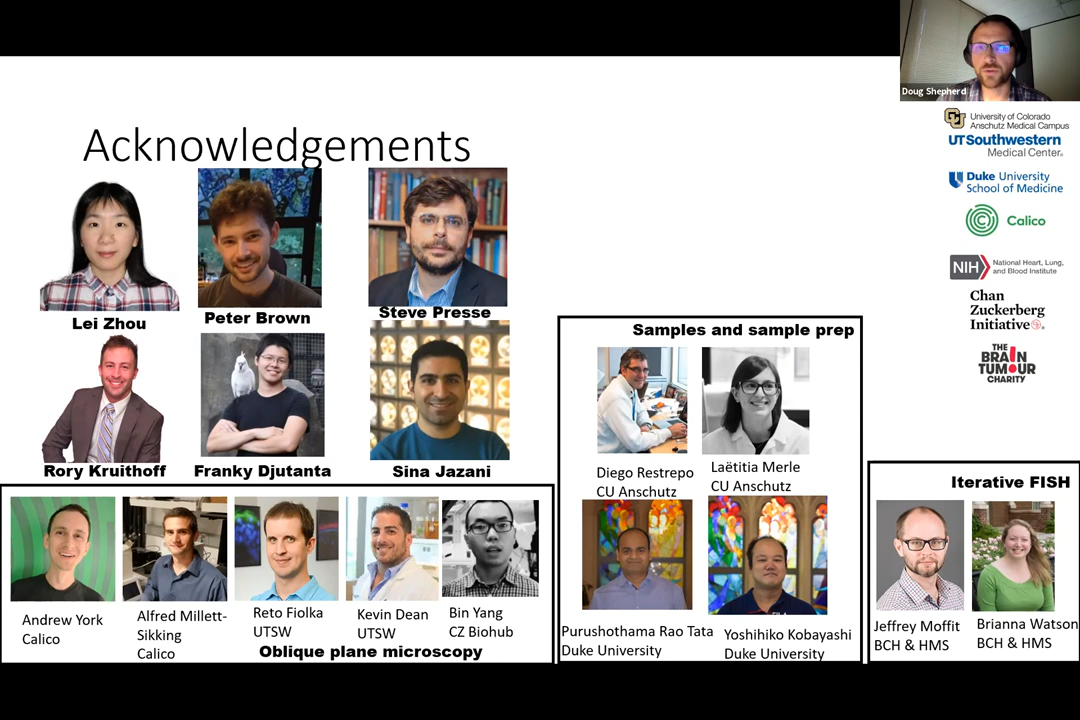 Doug Shepherd
University of Colorado
Anschutz Medical Campus
UTSouthwestern
Medical Center®
Duke University
School of Medicine
Calico
NIH
National Heart, Lung,
and Blood Institute
Chan
Zuckerberg
Initiative
THE
BRAIN
TUMOUR
CHARITY
Acknowledgements
Lei Zhou
Peter Brown
Steve Presse
Rory Kruithoff
Franky Djutanta
Sina Jazani
Andrew York
Calico
Alfred Millett-
Sikking
Calico
Reto Fiolka
UTSW
Kevin Dean
UTSW
Bin Yang
CZ Biohub
Oblique plane microscopy
Samples and sample prep
Diego Restrepo
CU Anschutz
Laëtitia Merle
CU Anschutz
Purushothama Rao Tata
Duke University
FILA
Yoshihiko Kobayashi
Duke University
Iterative FISH
Jeffrey Moffit
BCH & HMS
Brianna Watson
BCH & HMS